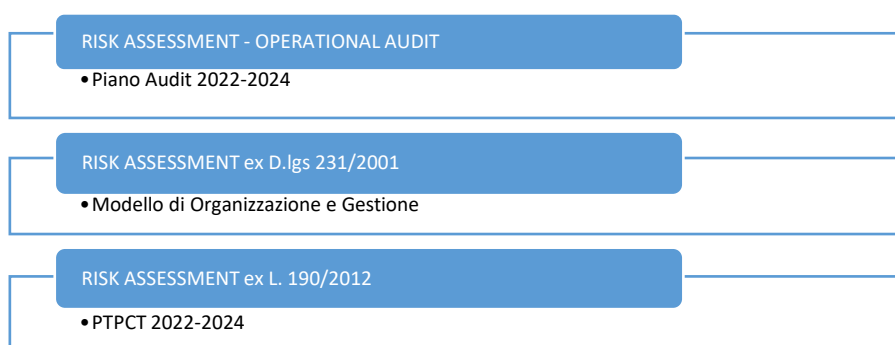 RISK ASSESSMENT - OPERATIONAL AUDIT
•Piano Audit 2022-2024
RISK ASSESSMENT ex D.lgs 231/2001
•Modello di Organizzazione e Gestione
RISK ASSESSMENT ex L. 190/2012
•PTPCT 2022-2024